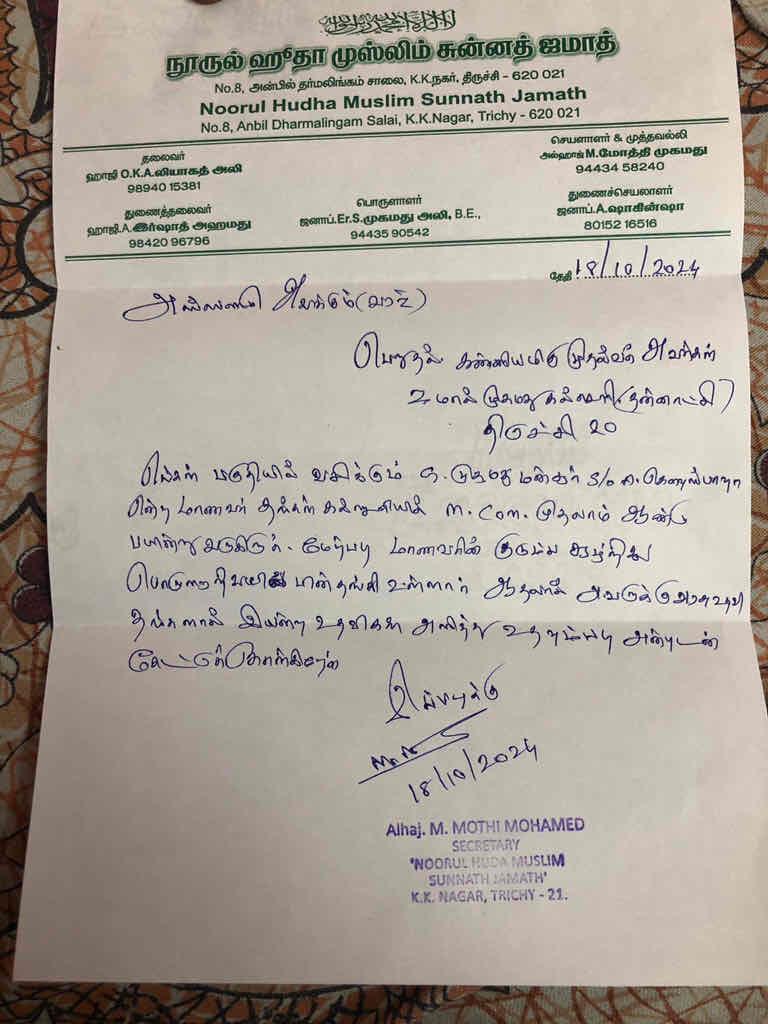 நூருல் ஹூதா முஸ்லிம் சுன்னத் ஜமாத்
No.8, அன்பில் தர்மலிங்கம் சாலை, K.K.நகர், திருச்சி - 620 021
Noorul Hudha Muslim Sunnath Jamath
No.8, Anbil Dharmalingam Salai, K.K.Nagar, Trichy - 620 021
தலைவர்
ஹாஜி O.K.A.லியாகத் அலி
98940 15381
செயளாளர் & முத்தவல்லி
அல்ஹாஜ் M.மோத்தி முகமது
94434 58240
துணைத்தலைவர்
ஹாஜி.A.இர்ஷாத் அஹமது
98420 96796
பொருளாளர்
ஜனாப்.Er.S.முகமது அலி, B.E.,
94435 90542
துணைச்செயலாளர்
ஜனாப்.A.ஷாகின்ஷா
80152 16516
தேதி 18/10/2024
அஸ்ஸலாமு அலைக்கும் (வரஹ்)
பெறுதல் கண்ணியமிகு முதல்வர் அவர்கள்
ஜமால் முகமது கல்லூரி (தன்னாட்சி)
திருச்சி 20
எங்கள் பகுதியில் வசிக்கும் முகமது S/o
என்ற மாணவர் தங்கள் கல்லூரியில் M.Com. முதலாம் ஆண்டு
பயின்று வருகிறார். மேற்படி மாணவரின் குடும்ப சூழ்நிலை
பின்தங்கி உள்ளார் ஆதலால் அவருக்கு
தங்களால் இயன்ற உதவிகளை அளித்து உதவும்படி அன்புடன்
கேட்டுக் கொள்கிறேன்
இப்படிக்கு
18/10/2024
Alhaj. M. MOTHI MOHAMED
SECRETARY
'NOORUL HUDA MUSLIM
SUNNATH JAMATH'
K.K. NAGAR, TRICHY - 21.